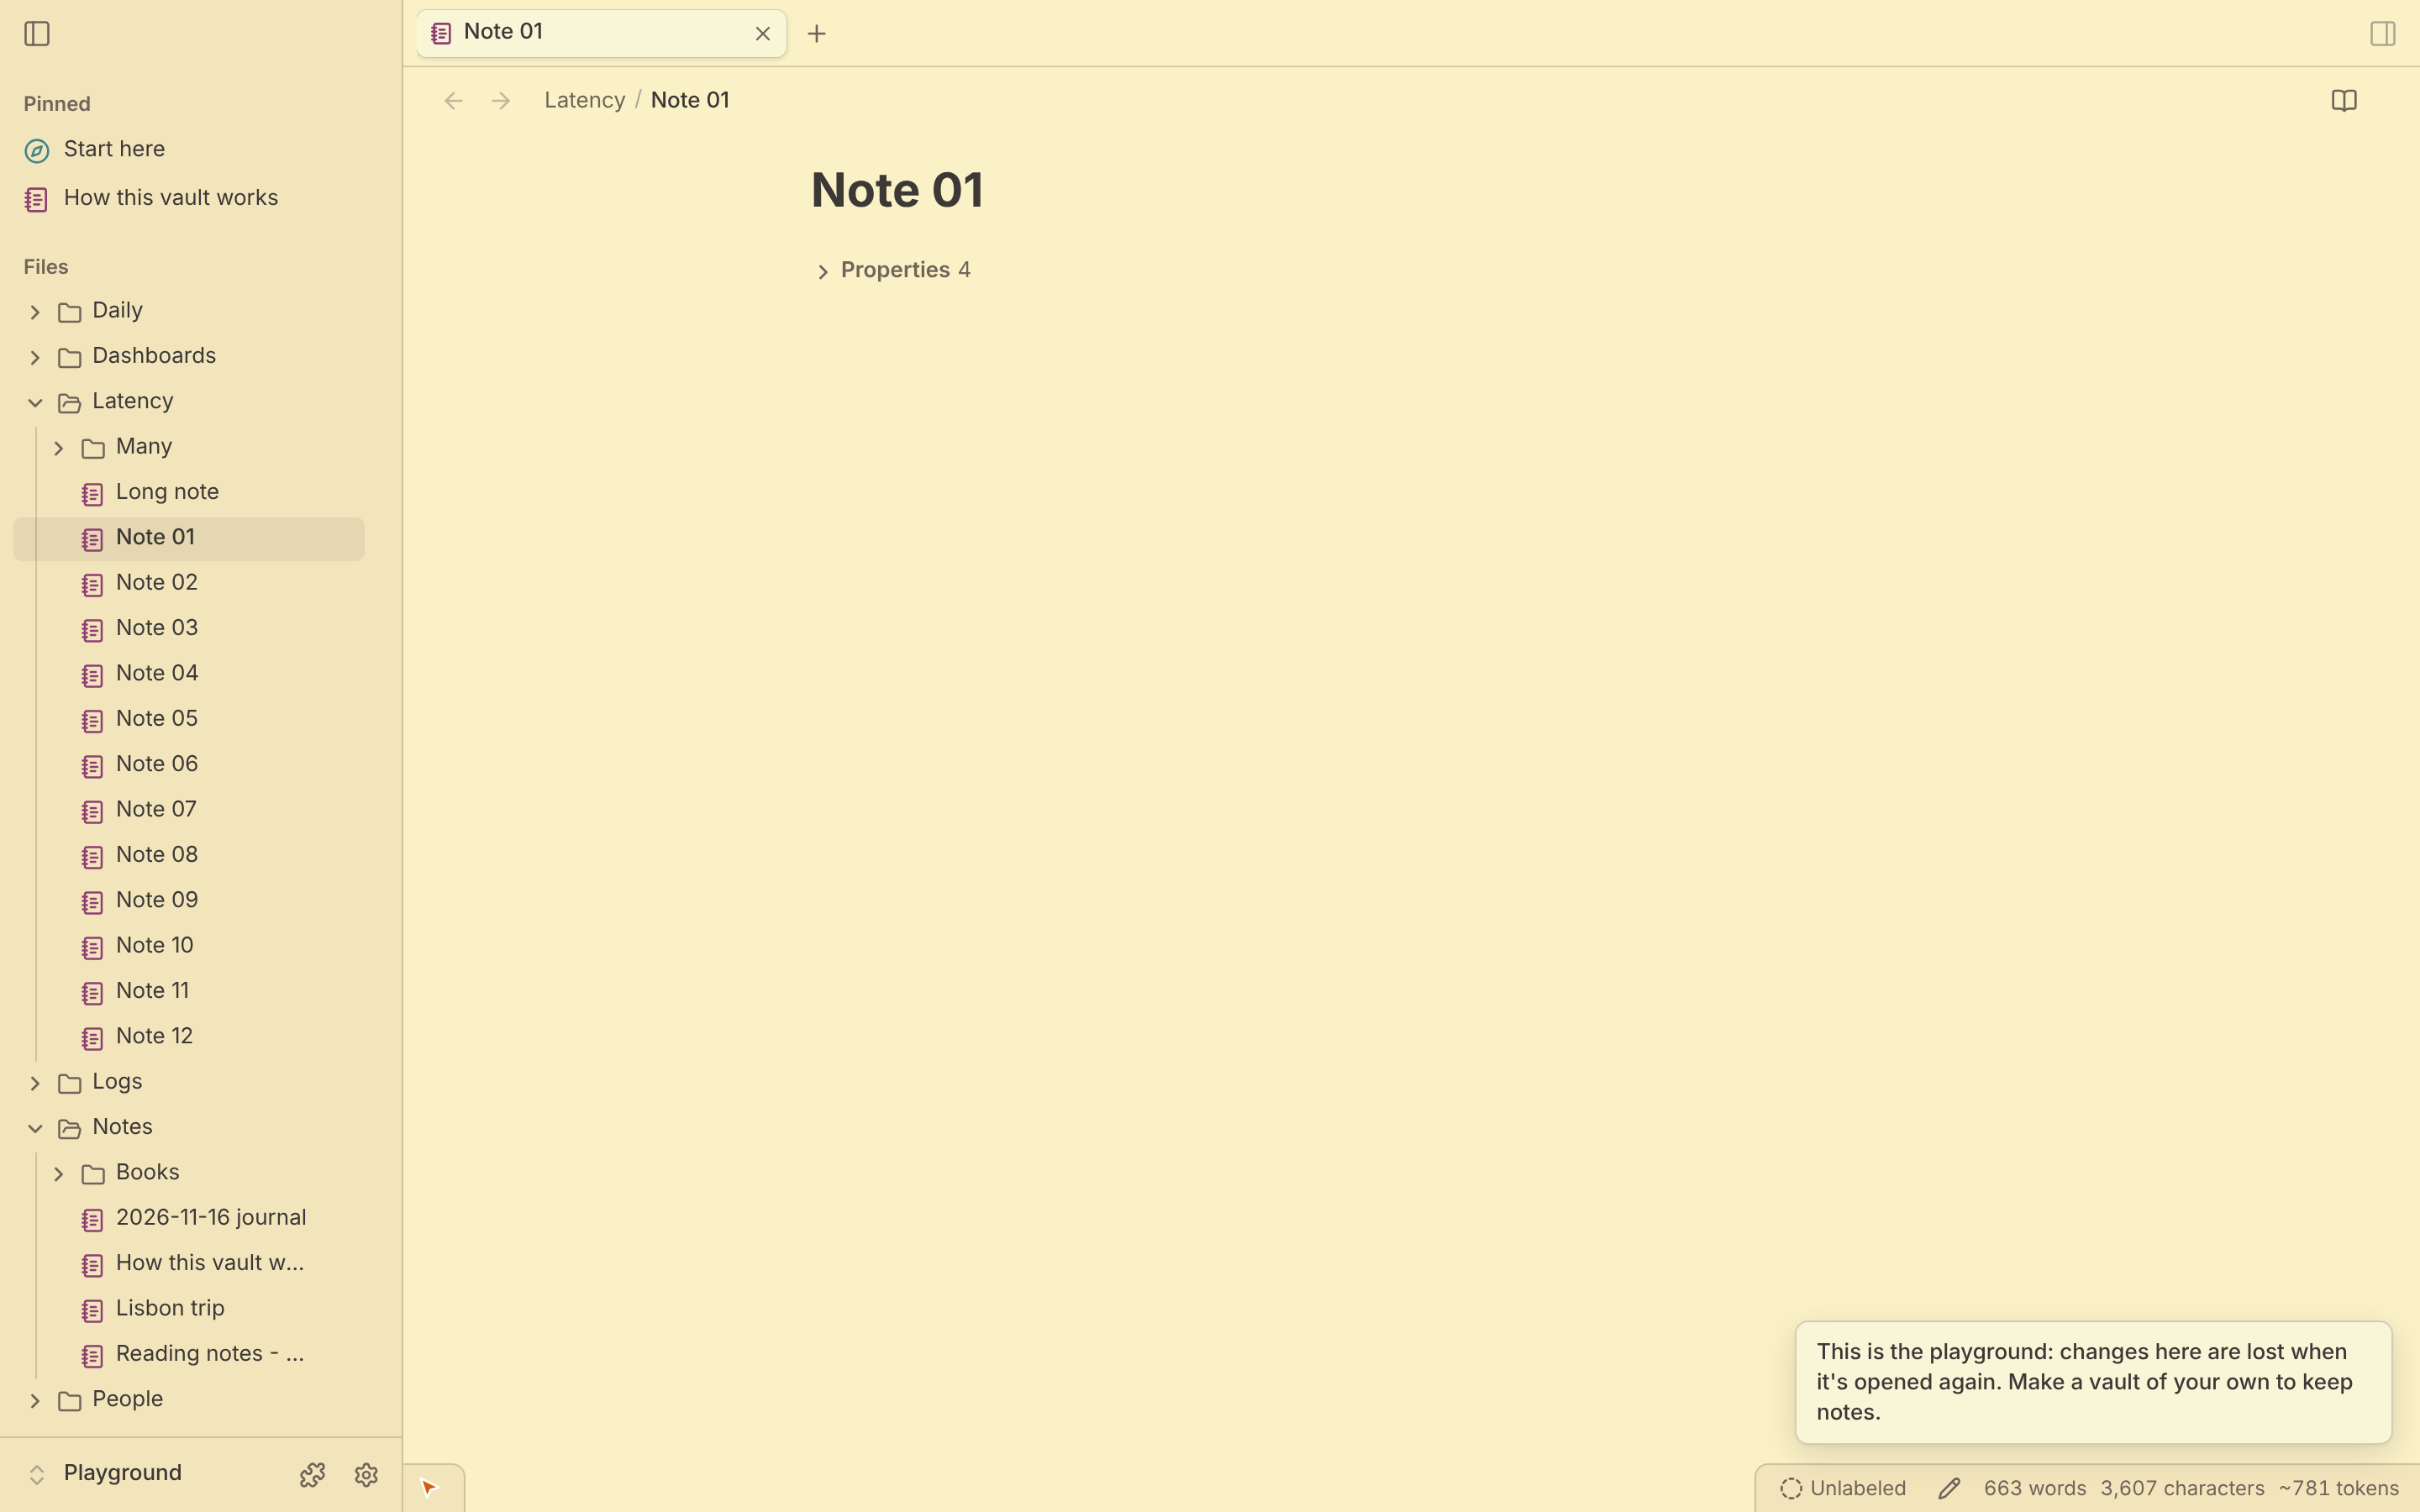 Note 01
Pinned
Start here
How this vault works
Files
Daily
Dashboards
Latency
Many
Long note
Note 01
Note 02
Note 03
Note 04
Note 05
Note 06
Note 07
Note 08
Note 09
Note 10
Note 11
Note 12
Logs
Notes
Books
2026-11-16 journal
How this vault w...
Lisbon trip
Reading notes - ...
People
Playground
Latency / Note 01
Note 01
Properties 4
This is the playground: changes here are lost when
it's opened again. Make a vault of your own to keep
notes.
Unlabeled 663 words 3,607 characters ~781 tokens